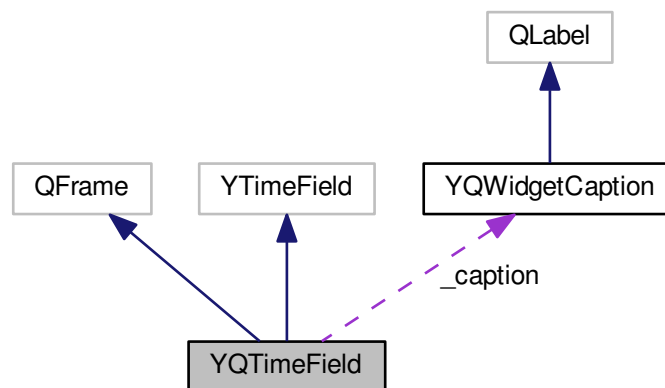 QLabel
QFrame
YTimeField
YQWidgetCaption
_caption
YQTimeField